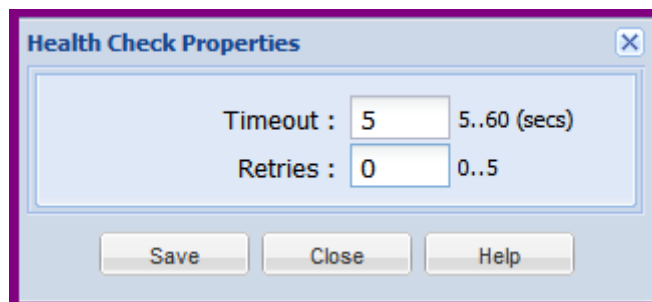 Health Check Properties
Timeout : 5 5..60 (secs)
Retries : 0 0..5
Save Close Help